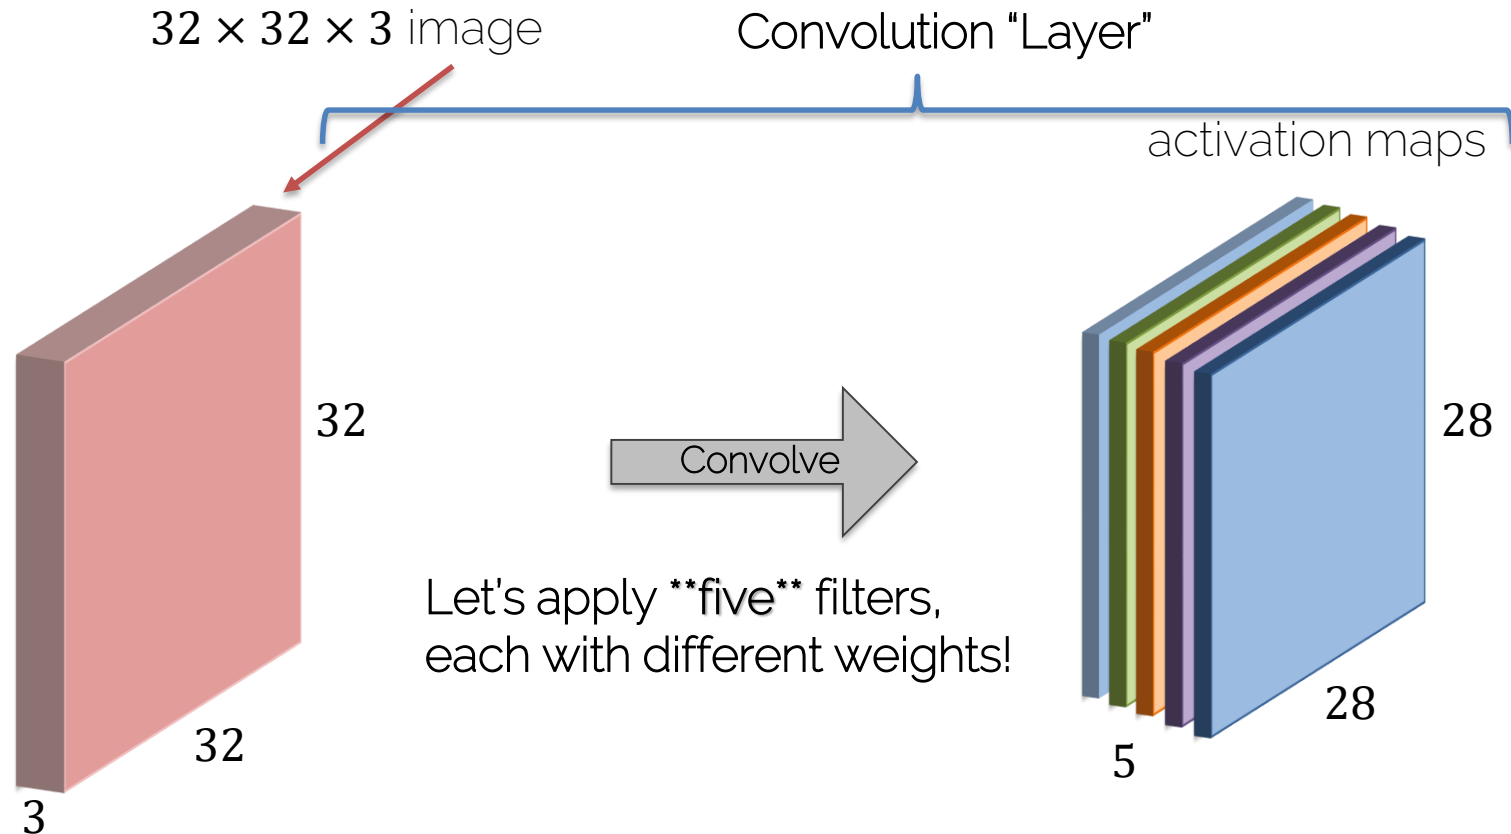 32 × 32 × 3 image
Convolution “Layer”
activation maps
32
32
3
Convolve
Let's apply **five** filters,
each with different weights!
28
28
5